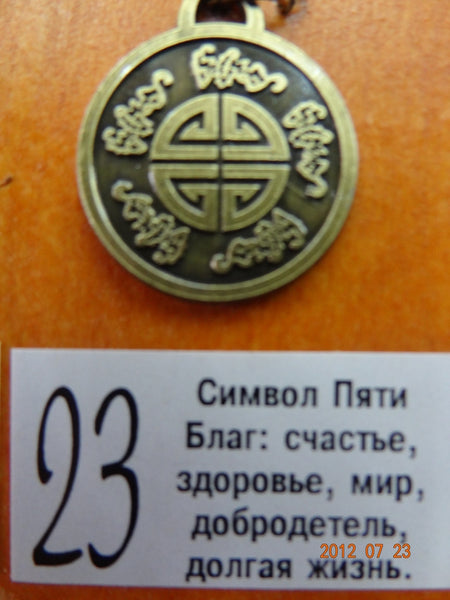 23
Символ Пяти
Благ: счастье,
здоровье, мир,
добродетель,
долгая жизнь.
2012 07 23